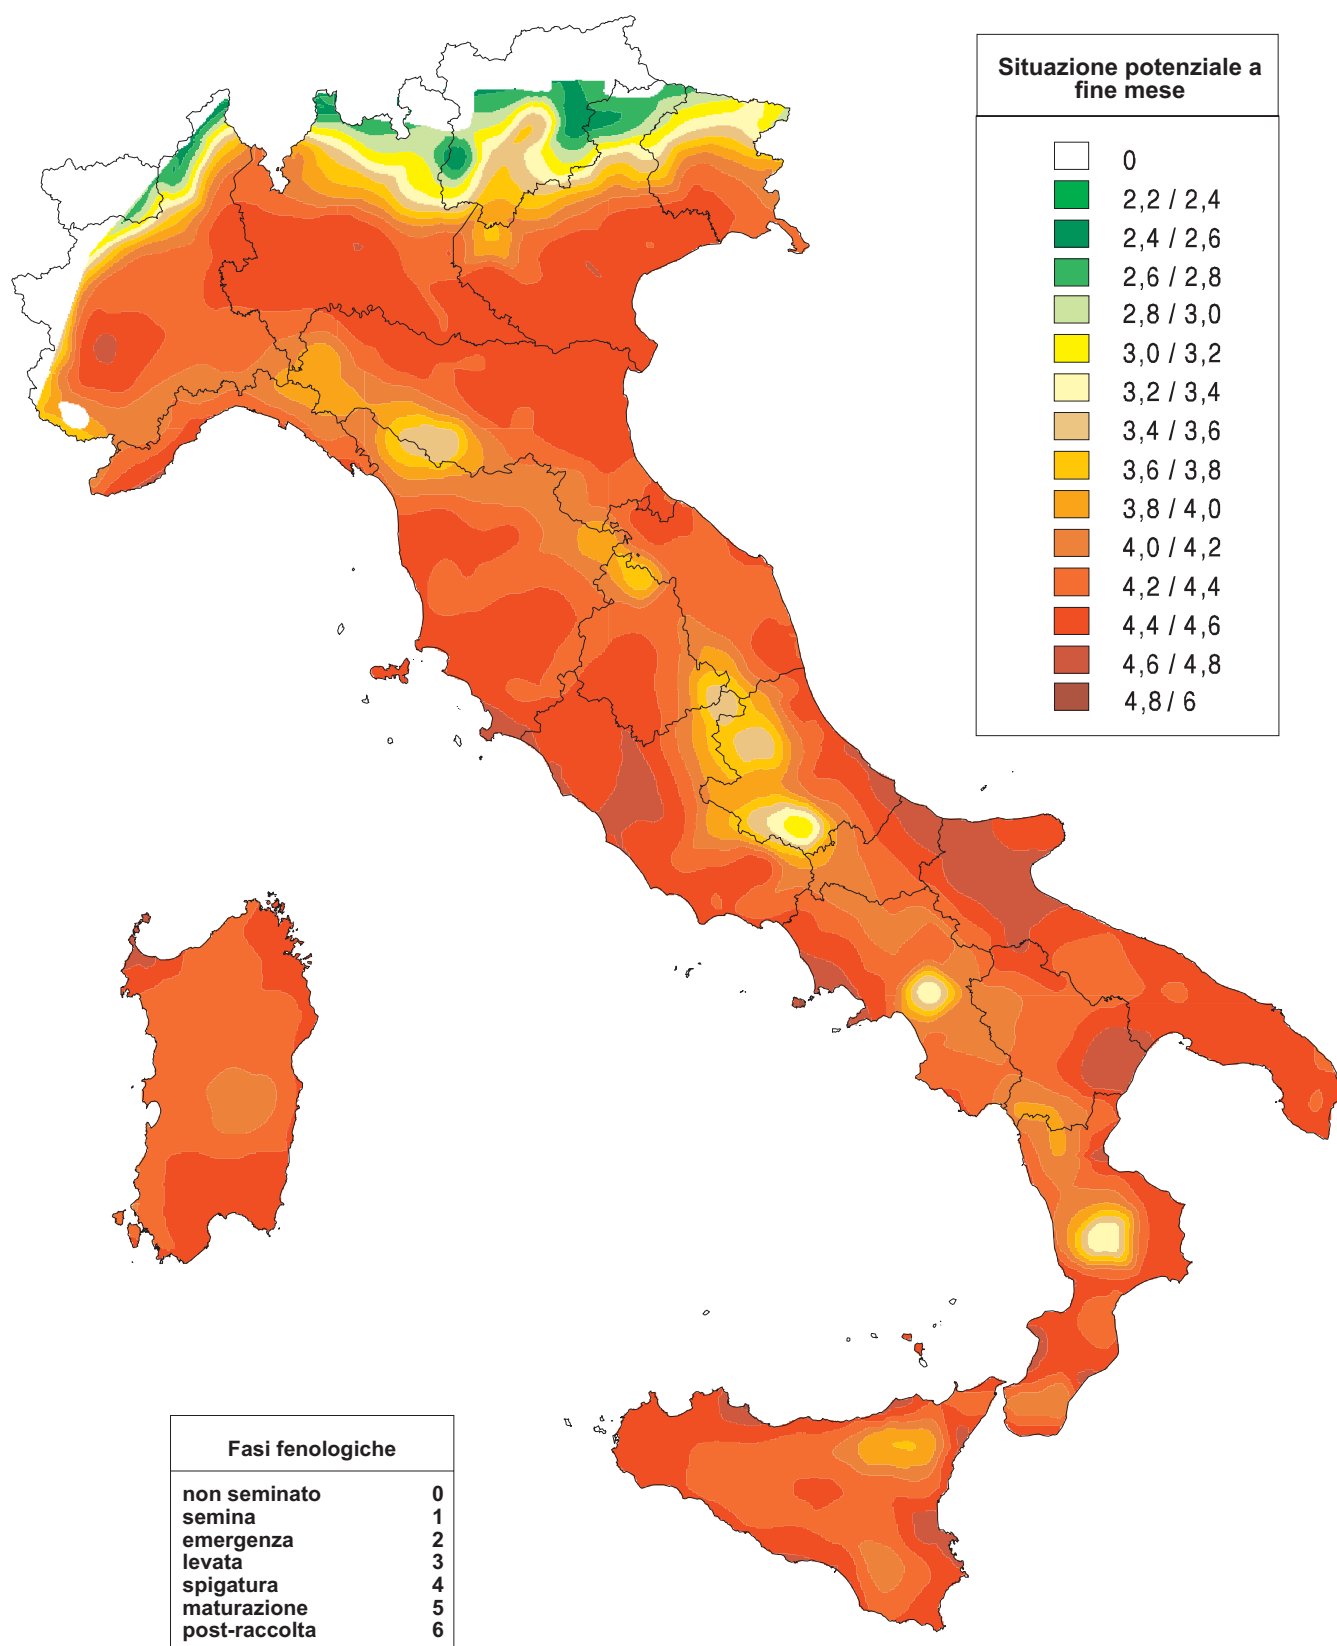 Situazione potenziale a
fine mese
0
2,2 / 2,4
2,4 / 2,6
2,6 / 2,8
2,8 / 3,0
3,0 / 3,2
3,2 / 3,4
3,4 / 3,6
3,6 / 3,8
3,8 / 4,0
4,0 / 4,2
4,2 / 4,4
4,4 / 4,6
4,6 / 4,8
4,8 / 6
Fasi fenologiche
non seminato 0
semina 1
emergenza 2
levata 3
spigatura 4
maturazione 5
post-raccolta 6